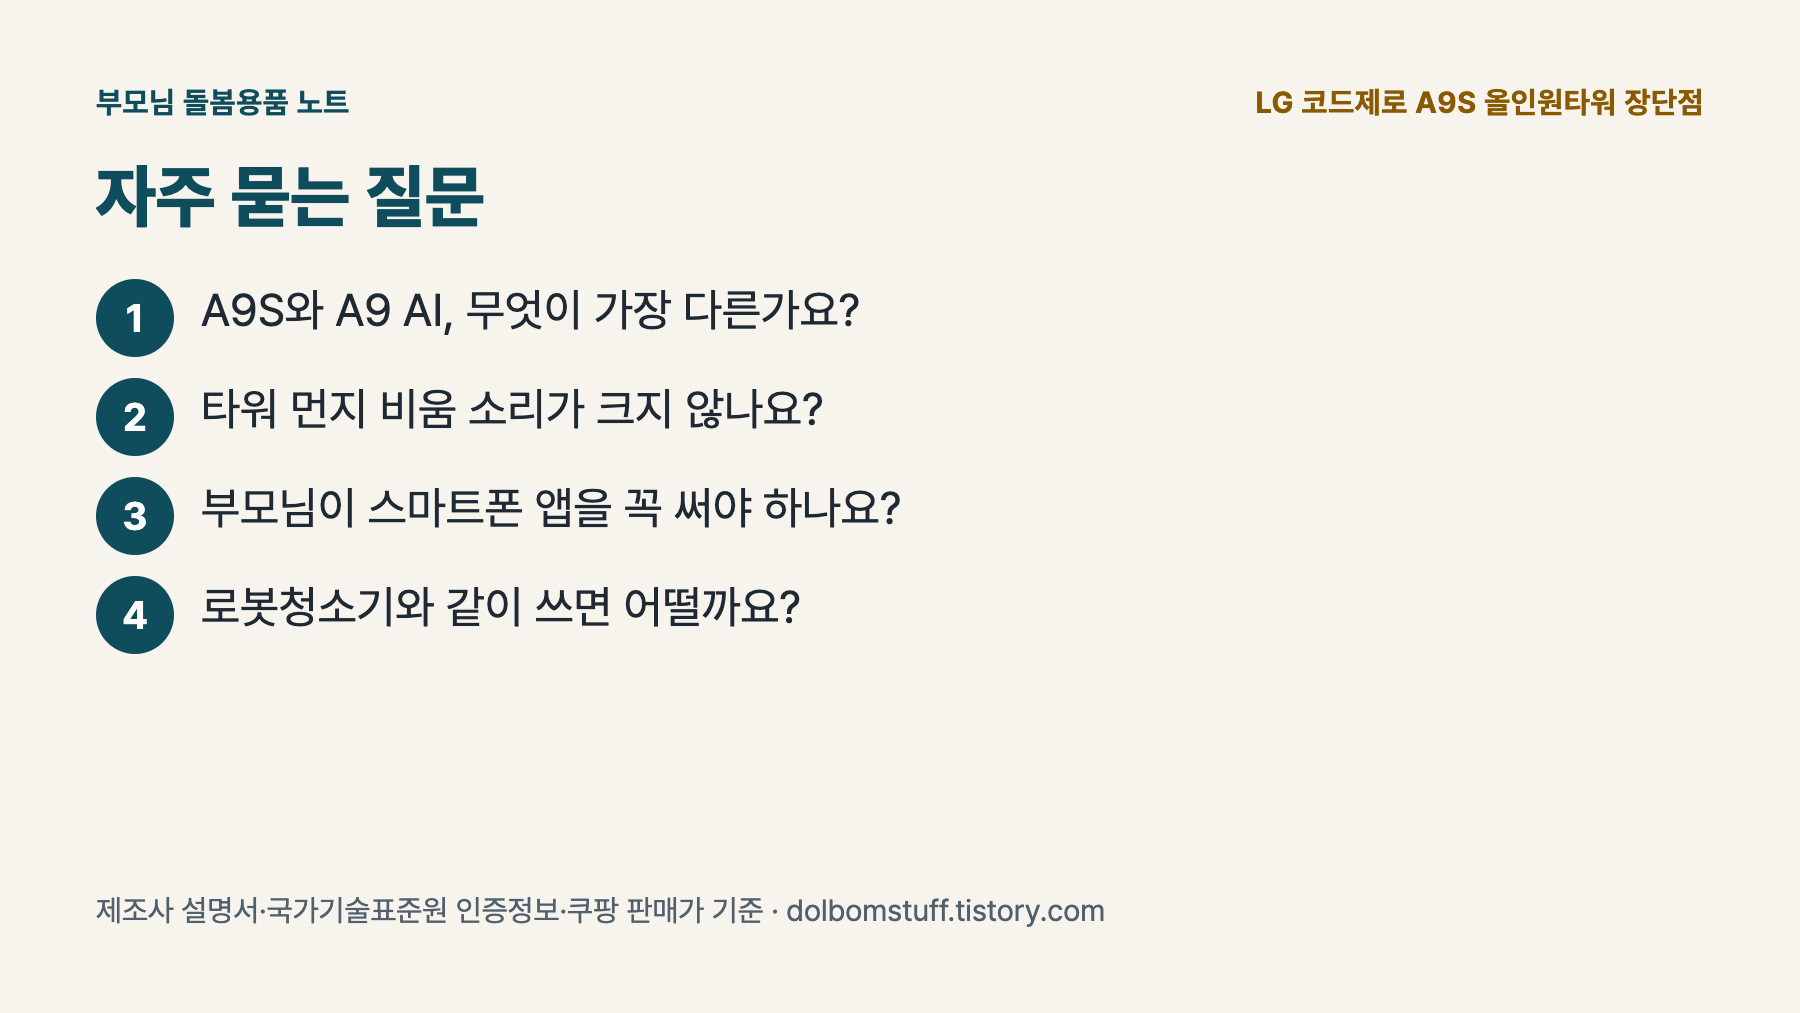 부모님 돌봄용품 노트
LG 코드제로 A9S 올인원타워 장단점
자주 묻는 질문
1 A9S와 A9 AI, 무엇이 가장 다른가요?
2 타워 먼지 비움 소리가 크지 않나요?
3 부모님이 스마트폰 앱을 꼭 써야 하나요?
4 로봇청소기와 같이 쓰면 어떨까요?
제조사 설명서·국가기술표준원 인증정보·쿠팡 판매가 기준 · dolbomstuff.tistory.com